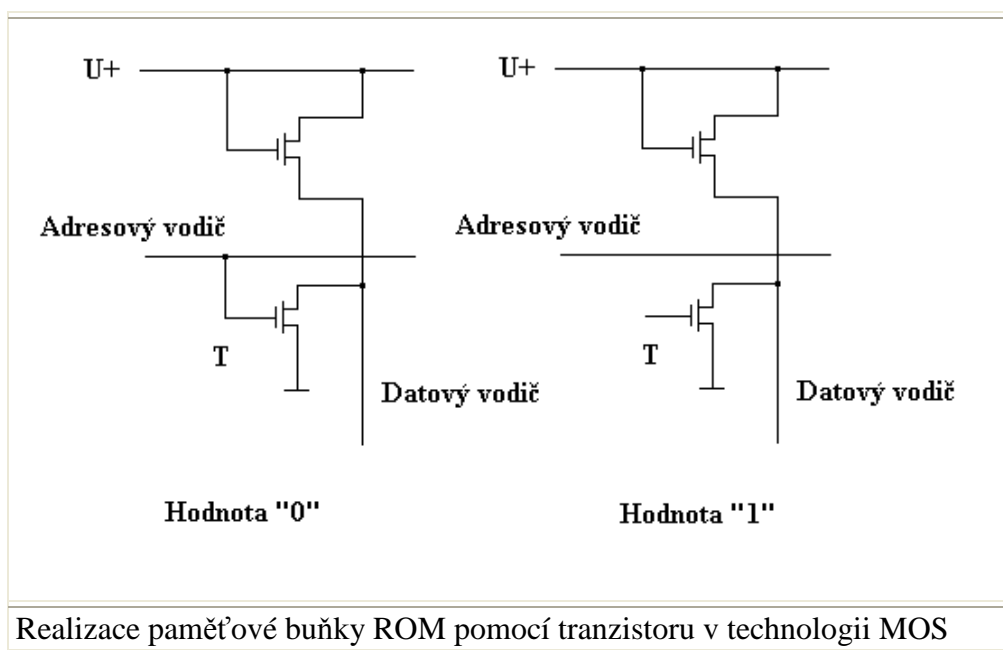 U+
U+
Adresový vodič
Adresový vodič
T
T
Datový vodič
Datový vodič
Hodnota "0"
Hodnota "1"
Realizace paměťové buňky ROM pomocí tranzistoru v technologii MOS